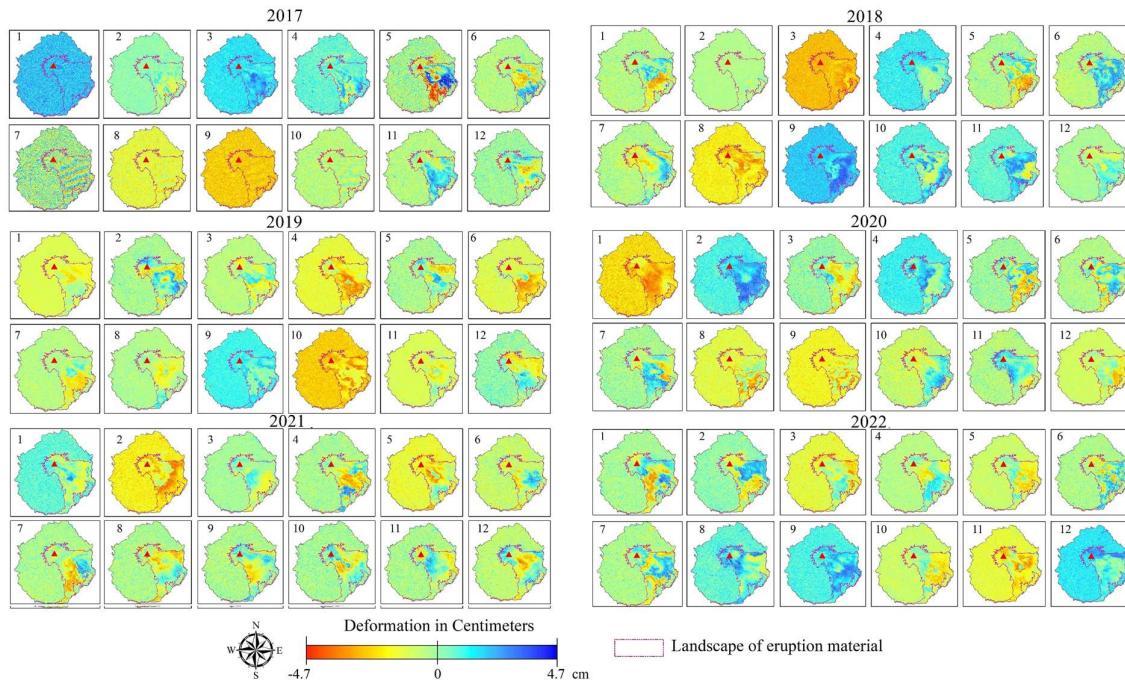 2017
1 2 3 4 5 6
7 8 9 10 11 12
2018
1 2 3 4 5 6
7 8 9 10 11 12
2019
1 2 3 4 5 6
7 8 9 10 11 12
2020
1 2 3 4 5 6
7 8 9 10 11 12
2021
1 2 3 4 5 6
7 8 9 10 11 12
2022
1 2 3 4 5 6
7 8 9 10 11 12
N
W E
S
Deformation in Centimeters
-4.7 0 4.7 cm
Landscape of eruption material